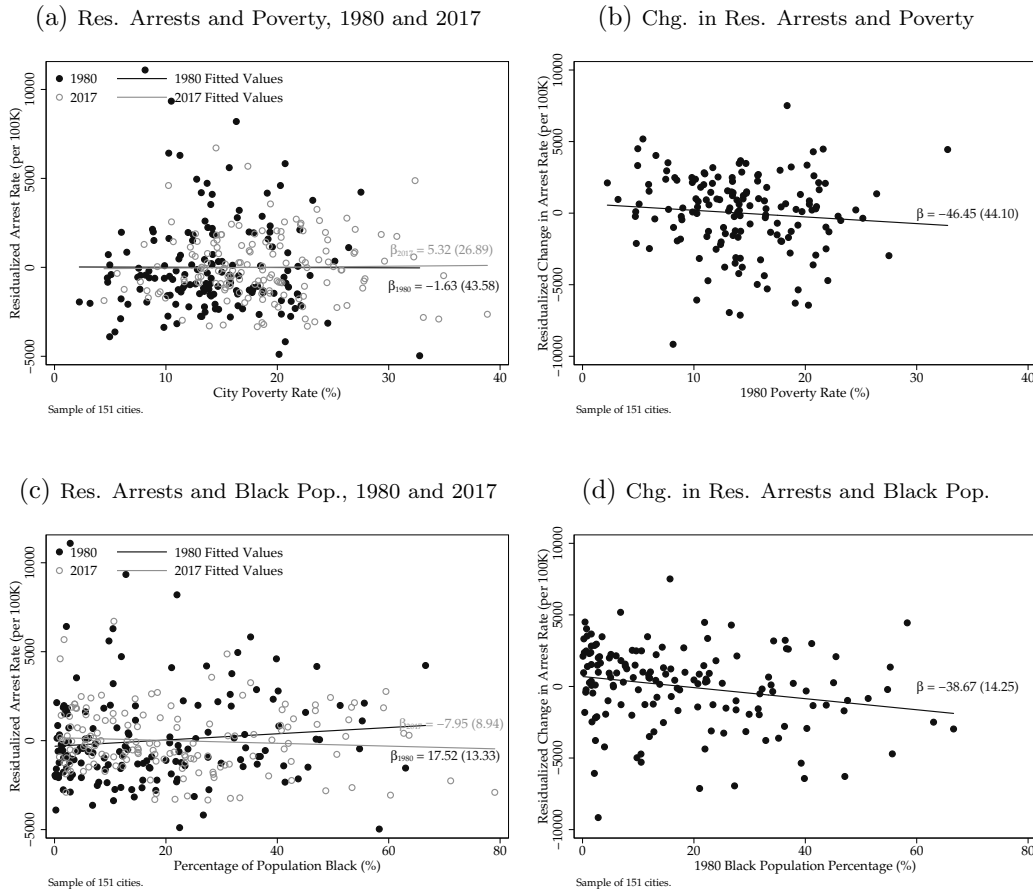 (a) Res. Arrests and Poverty, 1980 and 2017
Residualized Arrest Rate (per 100K)
10000
5000
0
-5000
1980
1980 Fitted Values
2017
2017 Fitted Values
β2017 = 5.32 (26.89)
β1980 = −1.63 (43.58)
0 10 20 30 40
City Poverty Rate (%)
Sample of 151 cities.
(b) Chg. in Res. Arrests and Poverty
Residualized Change in Arrest Rate (per 100K)
10000
5000
0
-5000
-10000
β = −46.45 (44.10)
0 10 20 30 40
1980 Poverty Rate (%)
Sample of 151 cities.
(c) Res. Arrests and Black Pop., 1980 and 2017
Residualized Arrest Rate (per 100K)
10000
5000
0
-5000
1980
1980 Fitted Values
2017
2017 Fitted Values
= −7.95 (8.94)
β1980 = 17.52 (13.33)
0 20 40 60 80
Percentage of Population Black (%)
Sample of 151 cities.
(d) Chg. in Res. Arrests and Black Pop.
Residualized Change in Arrest Rate (per 100K)
10000
5000
0
-5000
-10000
β = −38.67 (14.25)
0 20 40 60 80
1980 Black Population Percentage (%)
Sample of 151 cities.